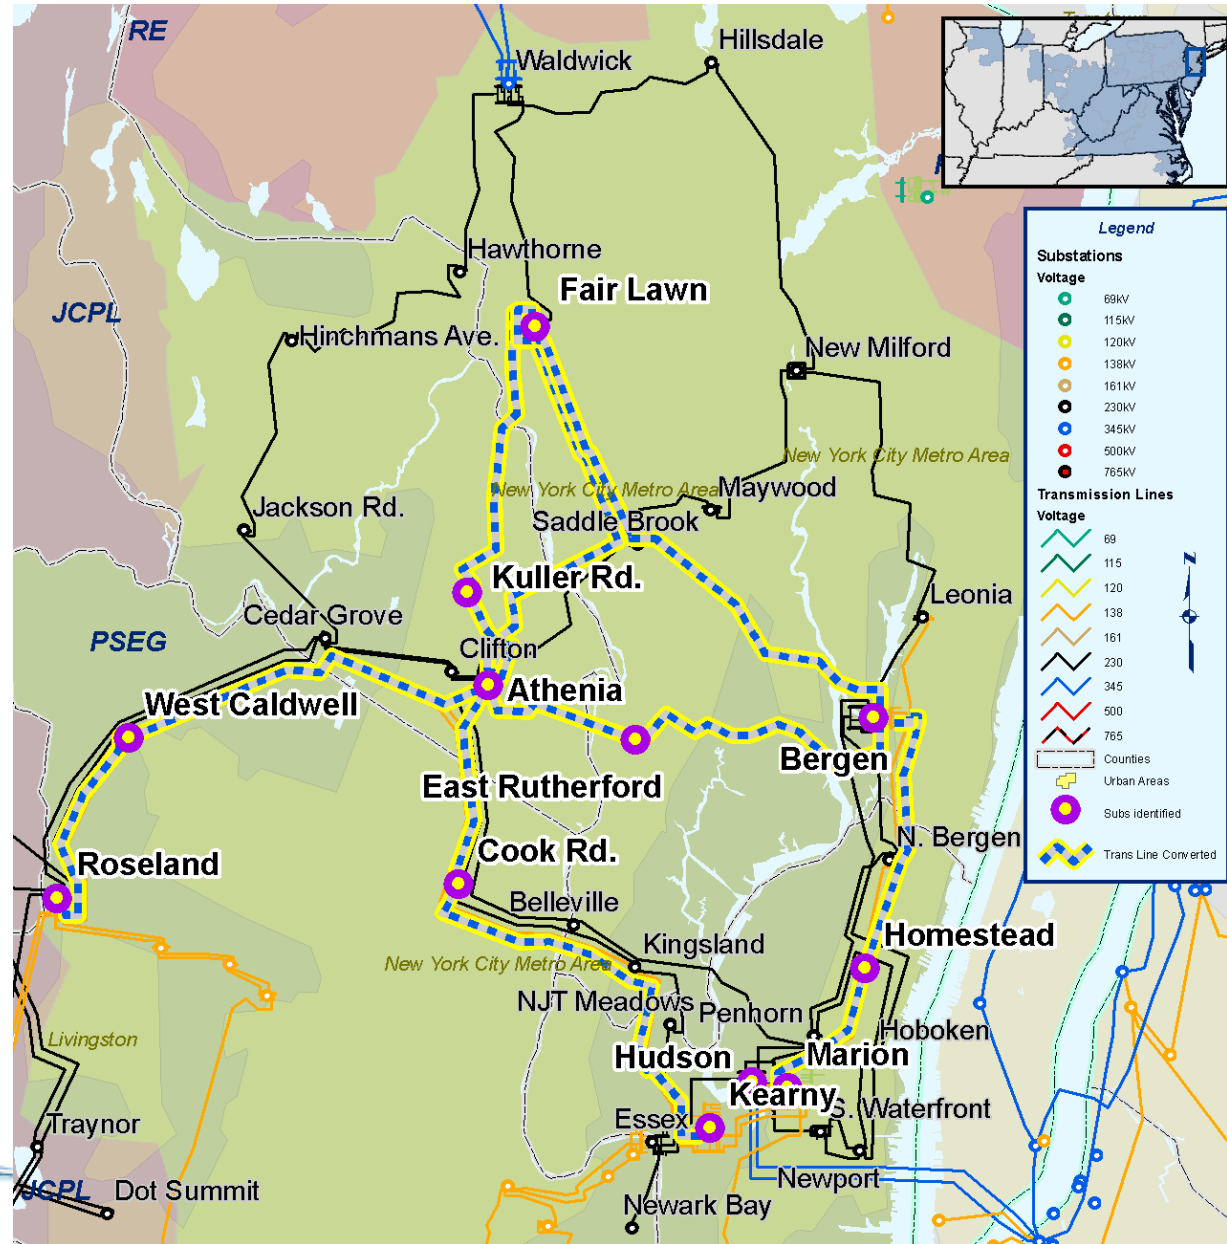 RE
Hillsdale
Waldwick
Hawthorne
Fair Lawn
JCPL
Hinchmans Ave.
New Milford
New York City Metro Area
New York City Metro Area
Maywood
Jackson Rd.
Saddle Brook
Kuller Rd.
Leonia
Cedar Grove
PSEG
Clifton
West Caldwell
Athenia
Bergen
East Rutherford
N. Bergen
Cook Rd.
Roseland
Belleville
Homestead
Kingsland
New York City Metro Area
NJT Meadows
Penhorn
Hoboken
Livingston
Hudson
Marion
Kearny
Essex
S. Waterfront
Traynor
Newport
JCPL
Dot Summit
Newark Bay
Legend
Substations
Voltage
69kV
115kV
120kV
138kV
161kV
230kV
345kV
500kV
765kV
Transmission Lines
Voltage
69
115
120
138
161
230
345
500
765
Counties
Urban Areas
Subs identified
Trans Line Converted
N